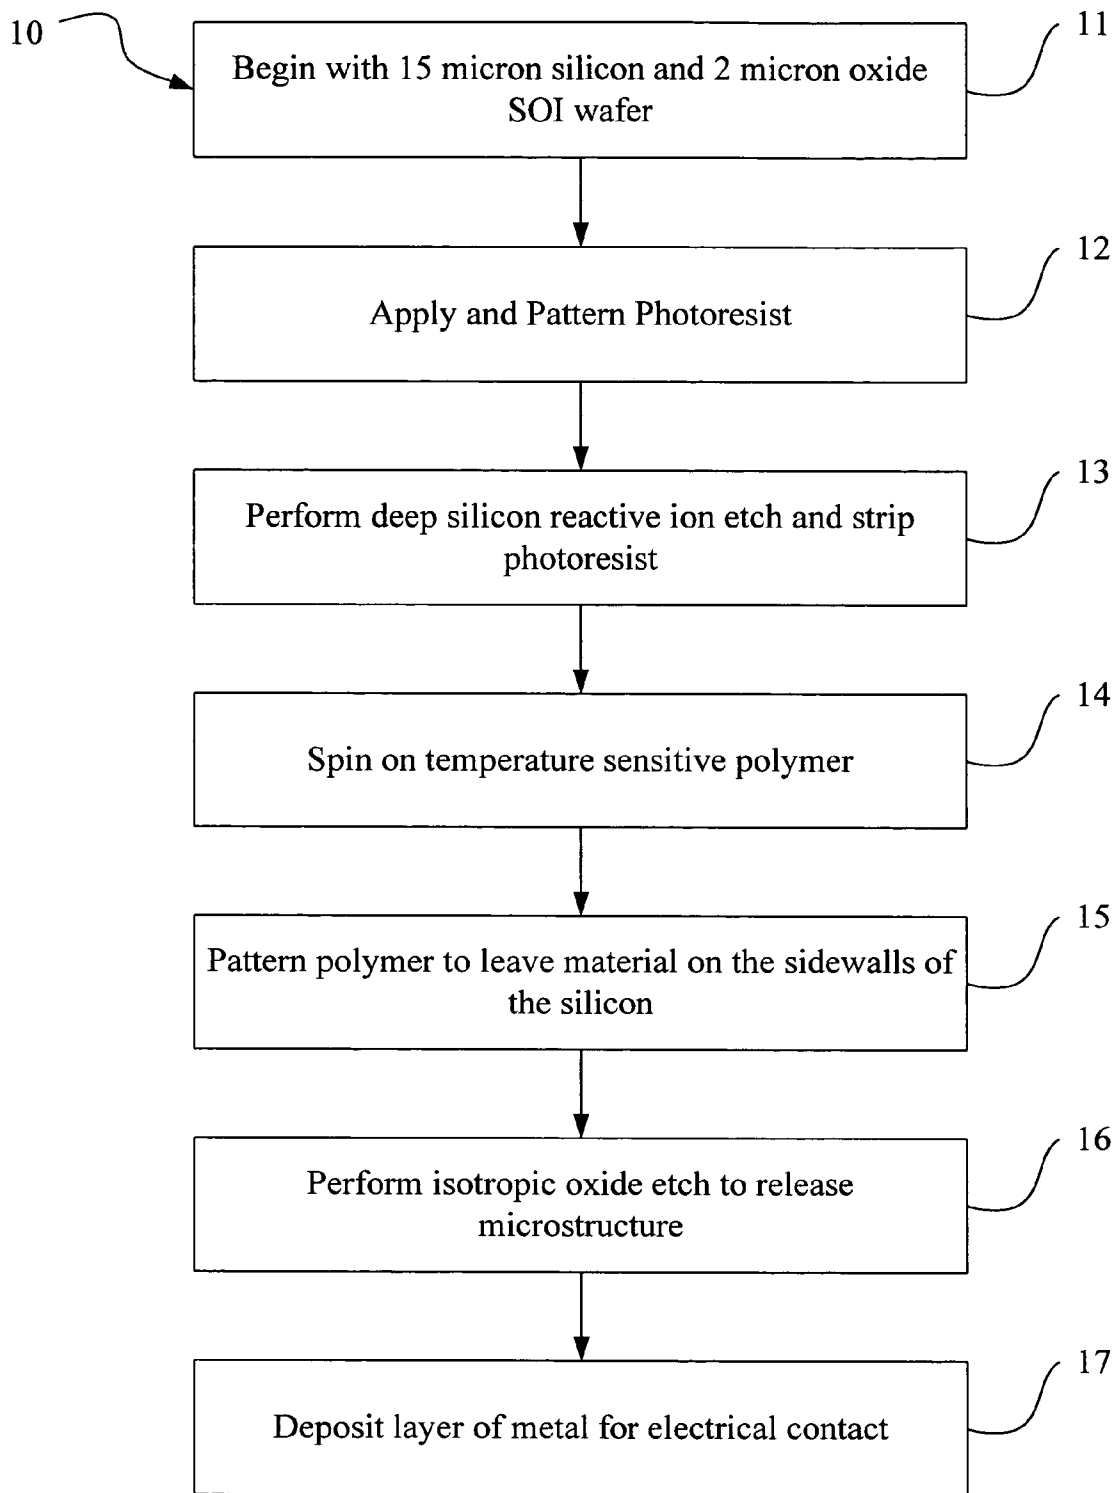 10
11
Begin with 15 micron silicon and 2 micron oxide
SOI wafer
12
Apply and Pattern Photoresist
13
Perform deep silicon reactive ion etch and strip
photoresist
14
Spin on temperature sensitive polymer
15
Pattern polymer to leave material on the sidewalls of
the silicon
16
Perform isotropic oxide etch to release
microstructure
17
Deposit layer of metal for electrical contact